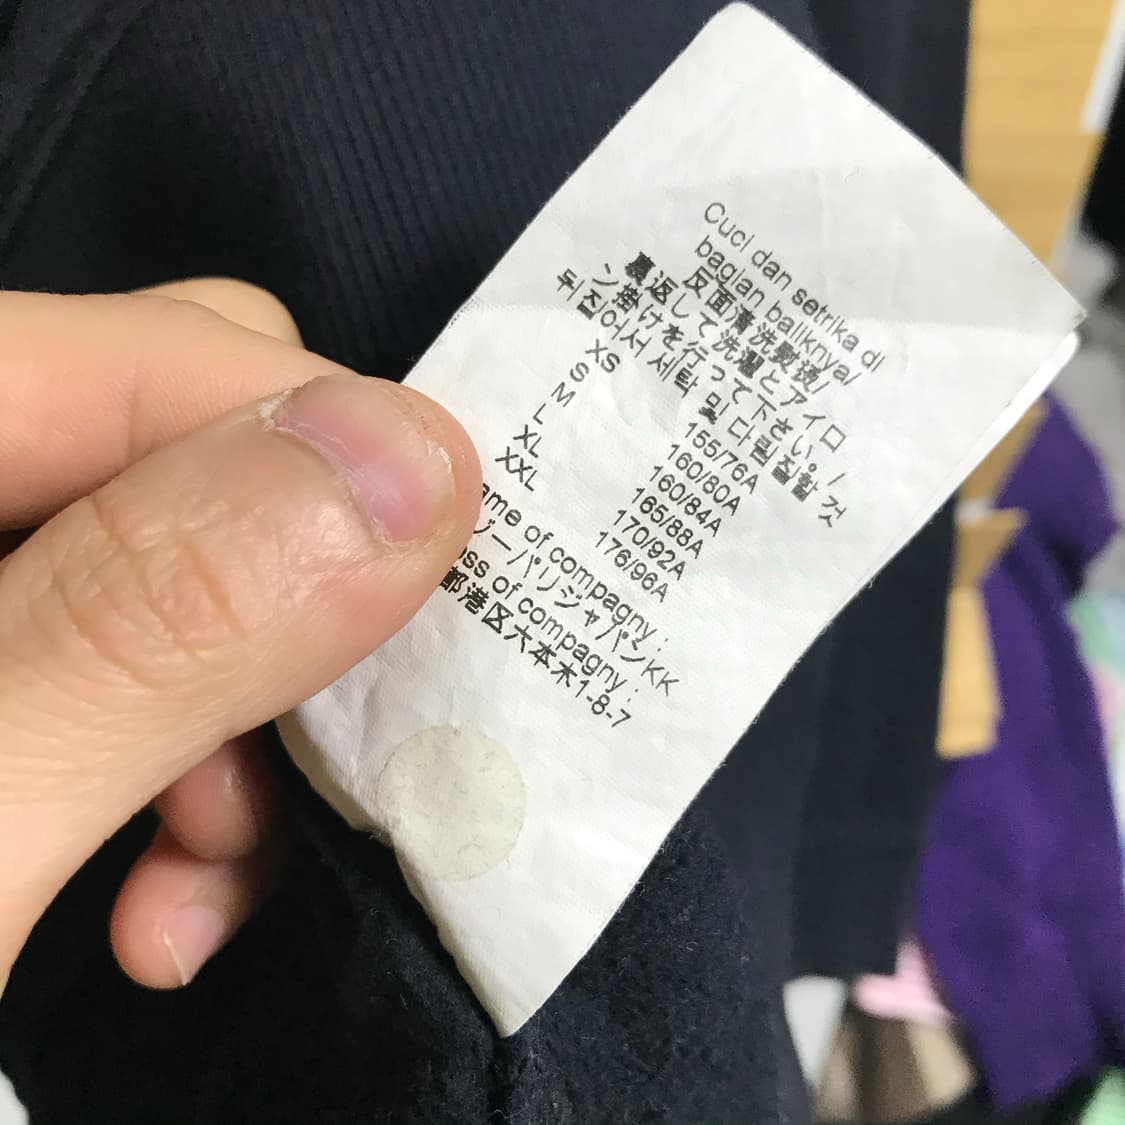 Cuci dan setrika di
bagian baliknya/
反面清洗熨烫/
裏返して洗濯とアイロ
ン掛けを行って下さい。/
뒤집어서 세탁 및 다림질할 것
XS 155/76A
S 160/80A
M 160/84A
L 165/88A
XL 170/92A
XXL 176/96A
ame of compagny :
ジーパリジャパンKK
ss of compagny :
都港区六本木1-8-7